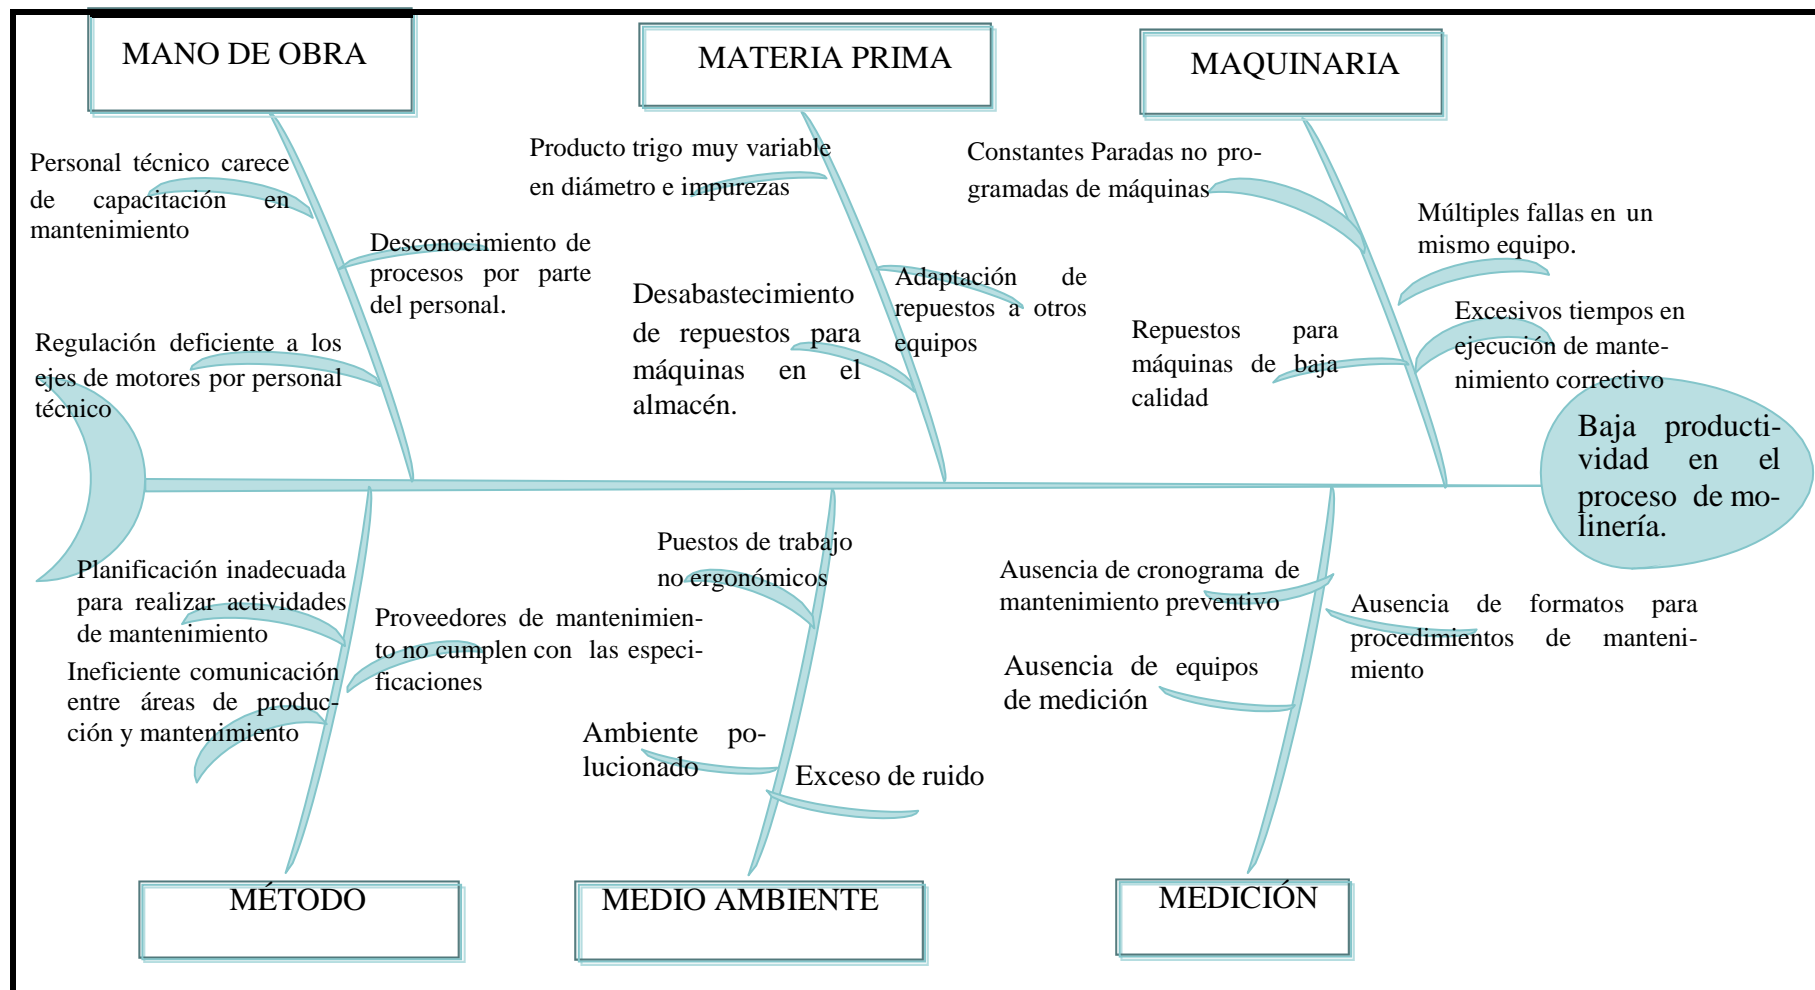 MANO DE OBRA
MATERIA PRIMA
MAQUINARIA
Personal técnico carece
de capacitación en
mantenimiento
Desconocimiento de
procesos por parte
del personal.
Regulación deficiente a los
ejes de motores por personal
técnico
Producto trigo muy variable
en diámetro e impurezas
Desabastecimiento
de repuestos para
máquinas en el
almacén.
Adaptación de
repuestos a otros
equipos
Constantes Paradas no pro-
gramadas de máquinas
Múltiples fallas en un
mismo equipo.
Repuestos para
máquinas de baja
calidad
Excesivos tiempos en
ejecución de mante-
nimiento correctivo
Baja producti-
vidad en el
proceso de mo-
linería.
Planificación inadecuada
para realizar actividades
de mantenimiento
Proveedores de mantenimien-
to no cumplen con las especi-
ficaciones
Ineficiente comunicación
entre áreas de produc-
ción y mantenimiento
Puestos de trabajo
no ergonómicos
Ambiente po-
lucionado
Exceso de ruido
Ausencia de cronograma de
mantenimiento preventivo
Ausencia de formatos para
procedimientos de manteni-
miento
Ausencia de equipos
de medición
MÉTODO
MEDIO AMBIENTE
MEDICIÓN